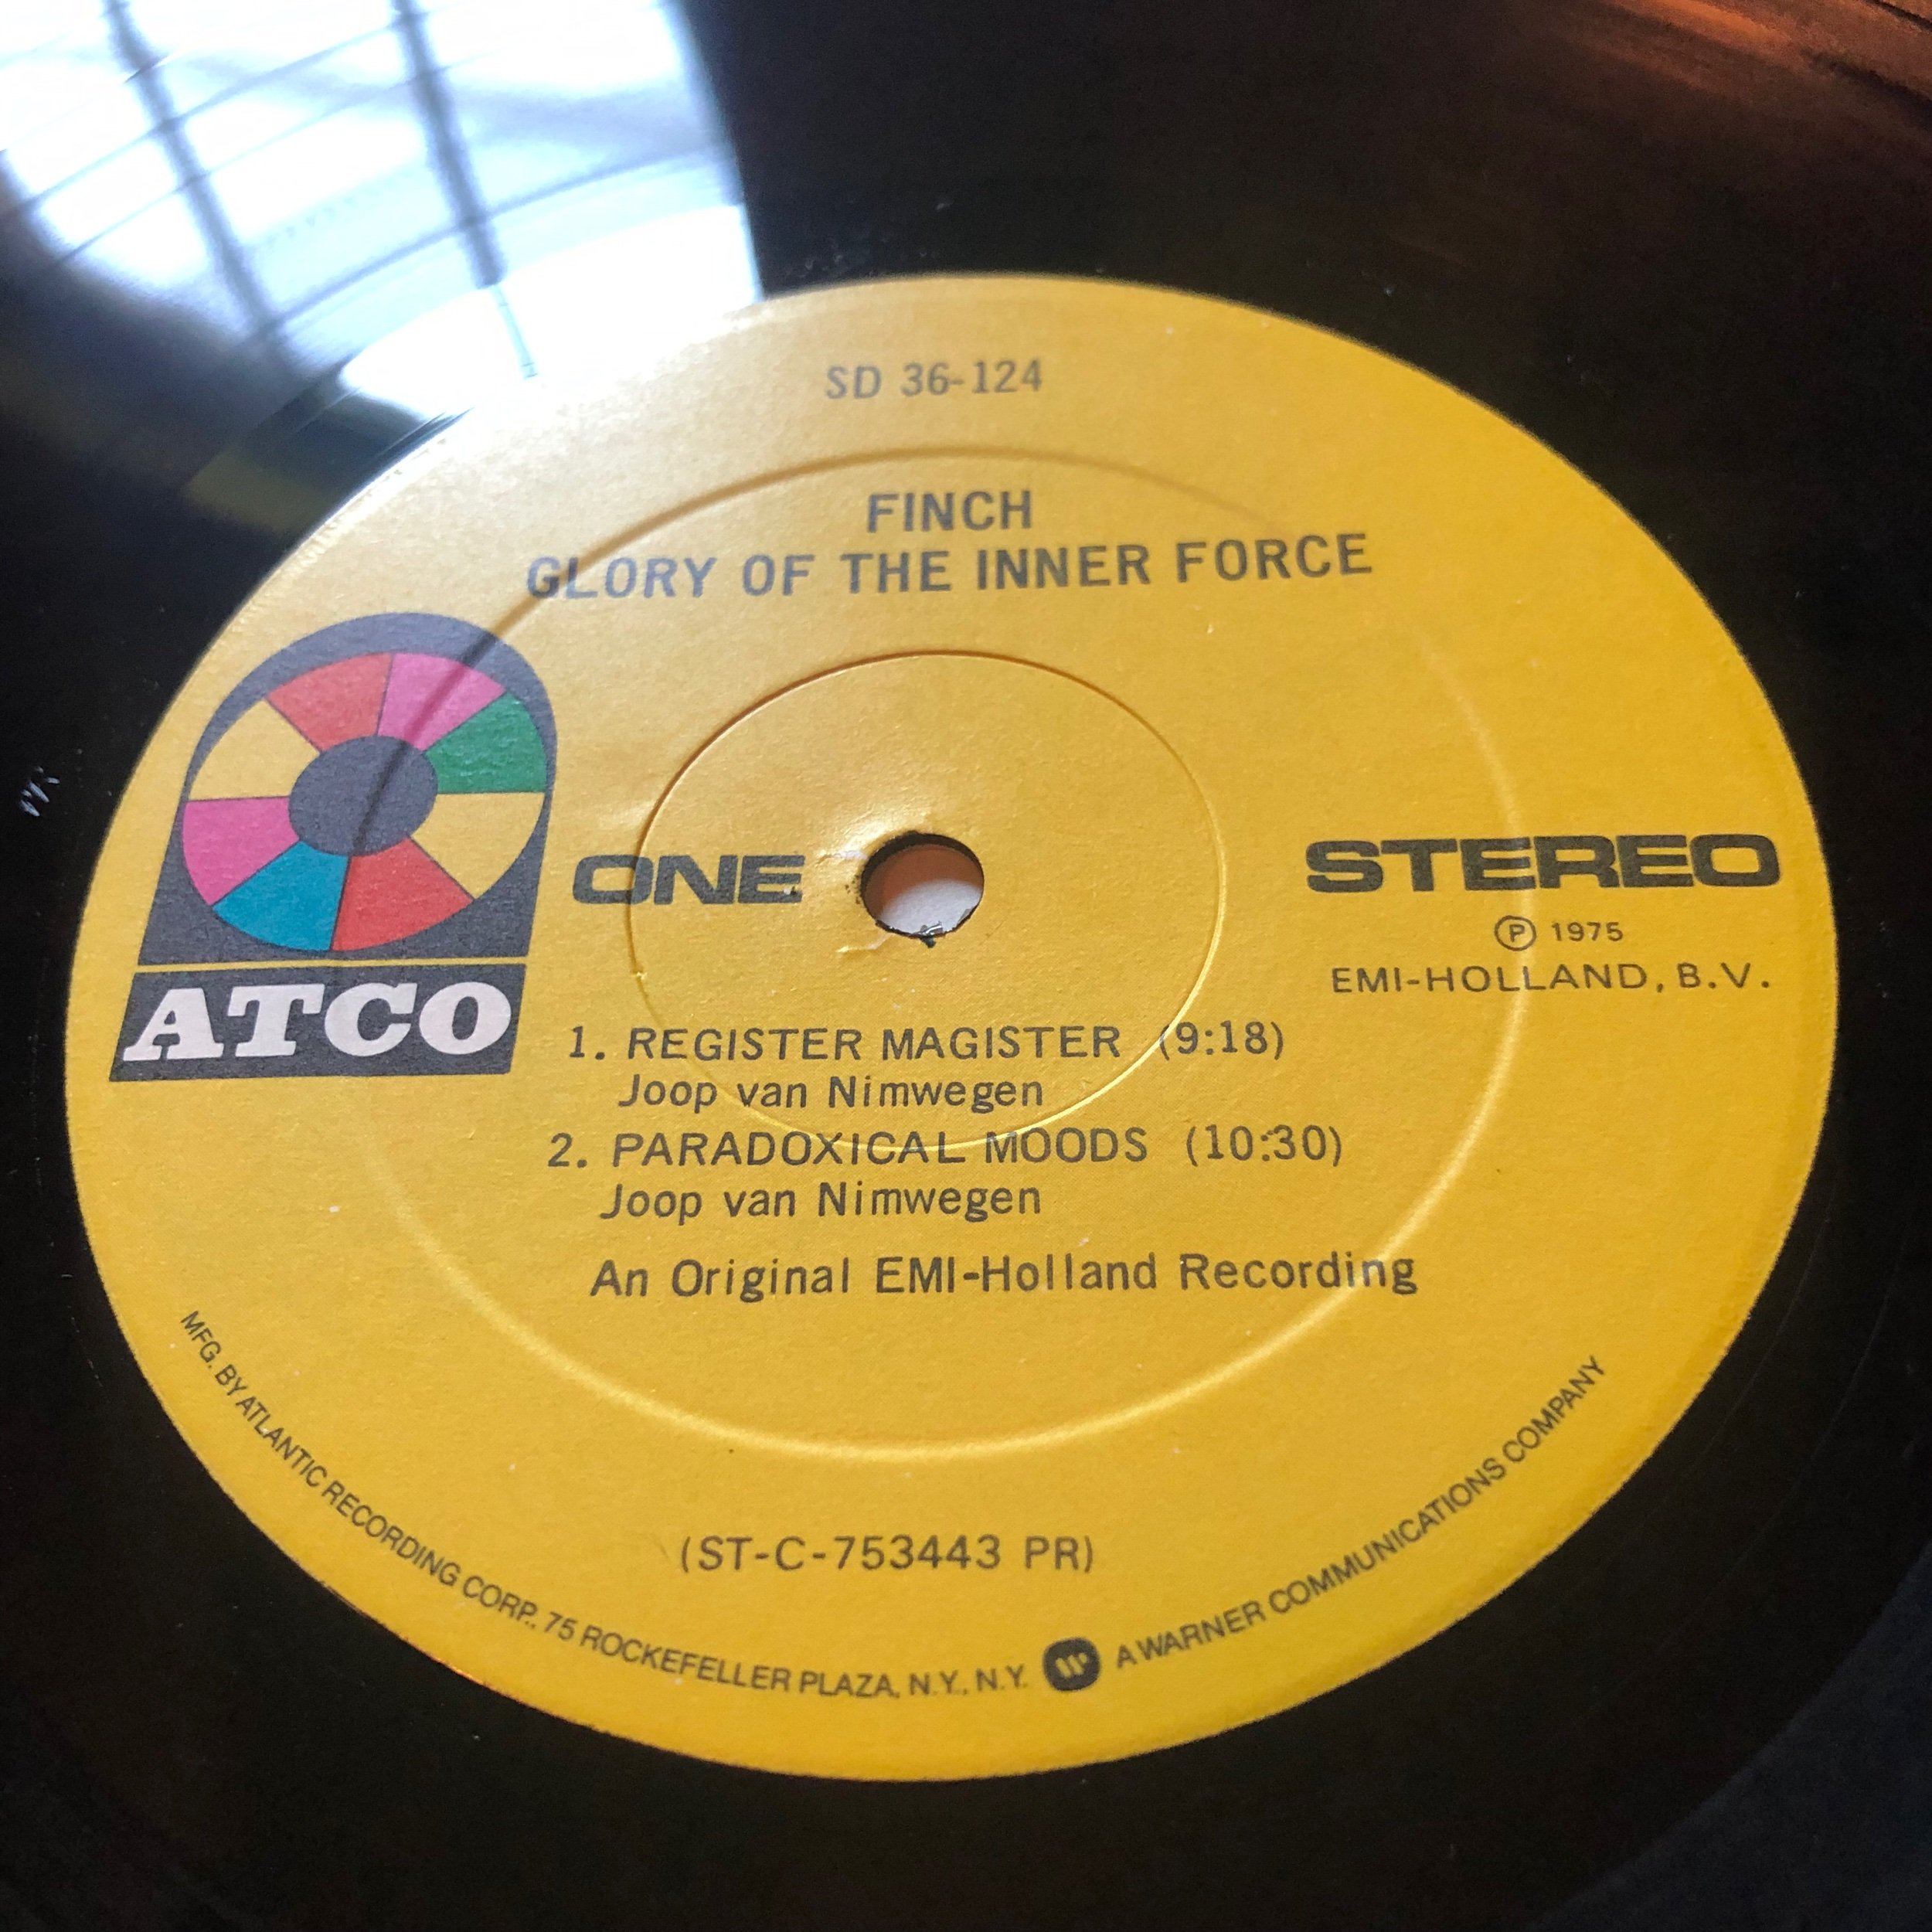 SD 36-124
FINCH
GLORY OF THE INNER FORCE
ATCO
ONE
STEREO
Ⓟ 1975
EMI-HOLLAND, B.V.
1. REGISTER MAGISTER (9:18)
Joop van Nimwegen
2. PARADOXICAL MOODS (10:30)
Joop van Nimwegen
An Original EMI-Holland Recording
(ST-C-753443 PR)
MFG. BY ATLANTIC RECORDING CORP., 75 ROCKEFELLER PLAZA, N.Y., N.Y. A WARNER COMMUNICATIONS COMPANY